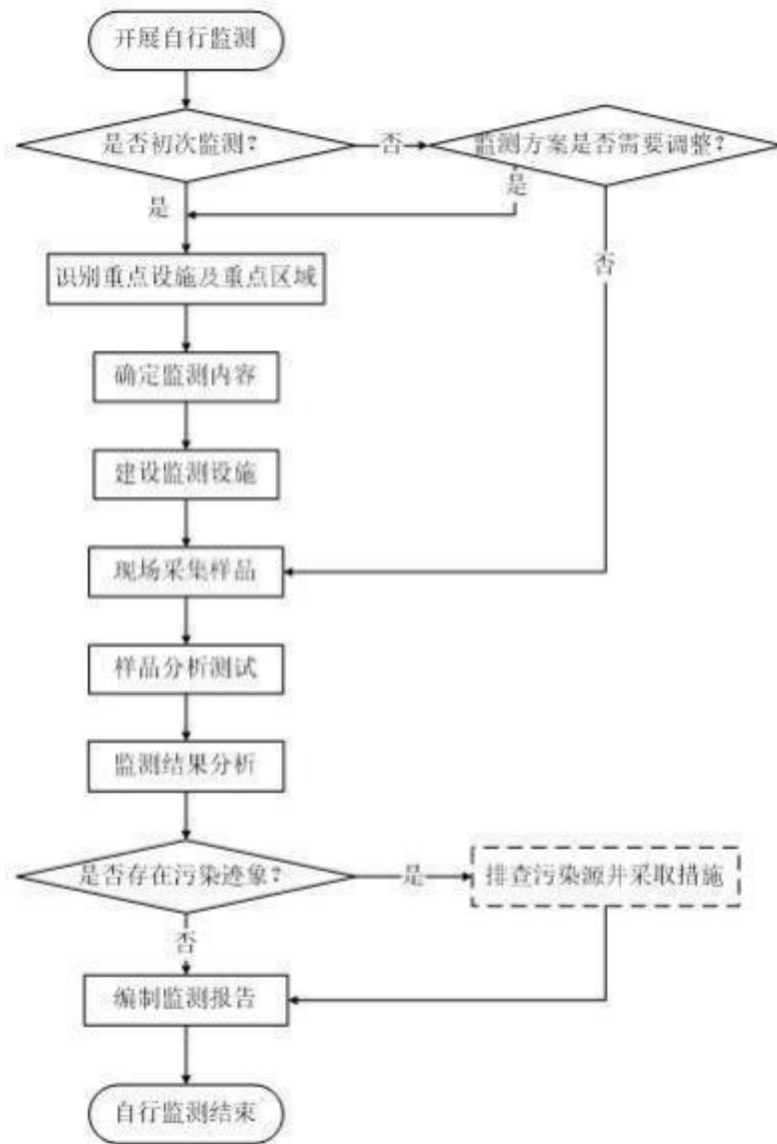 开展自行监测
是否初次监测?
否
监测方案是否需要调整?
是
是
识别重点设施及重点区域
否
确定监测内容
建设监测设施
现场采集样品
样品分析测试
监测结果分析
是否存在污染迹象?
是
排查污染源并采取措施
否
编制监测报告
自行监测结束